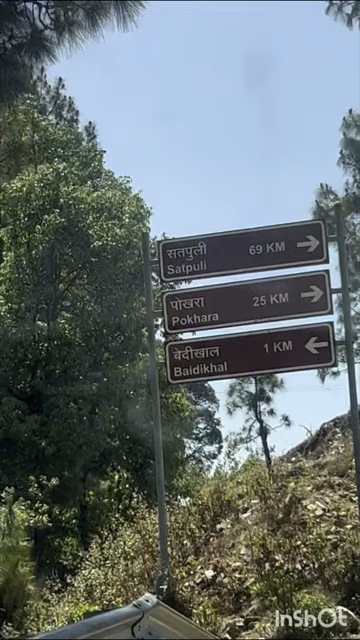 सतपुली 69 KM →
Satpuli
पोखरा 25 KM →
Pokhara
बेदीखाल 1 KM ←
Baidikhal
InShOt